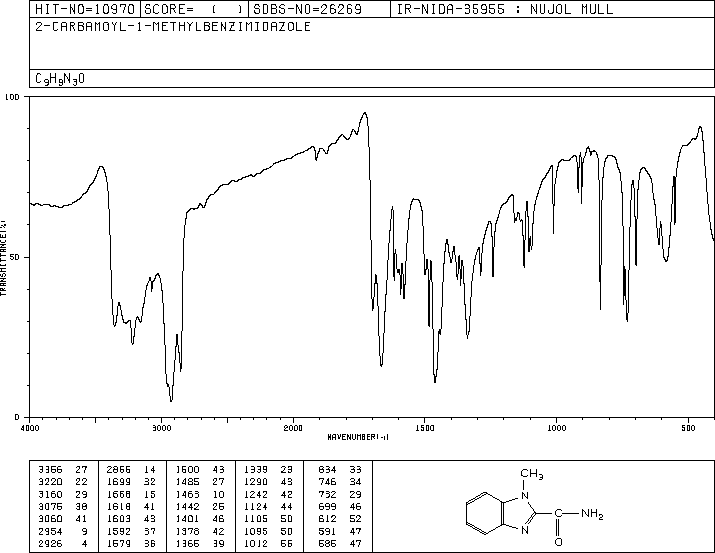 HIT-NO=10970 SCORE= ( ) SDBS-NO=26269 IR-NIDA-35955 : NUJOL MULL
2-CARBAMOYL-1-METHYLBENZIMIDAZOLE
C9H9N3O
100
50
0
TRANSMITTANCE(%)
4000 3000 2000 1500 1000 500
WAVENUMBER(-1)
3356 27 2855 14 1600 43 1339 23 834 33
3220 22 1699 32 1485 27 1290 43 746 34
3160 29 1668 15 1463 10 1242 42 732 29
3075 38 1618 41 1442 25 1124 44 699 46
3060 41 1603 43 1401 46 1105 50 612 52
2954 9 1592 37 1378 42 1095 50 591 47
2926 4 1579 36 1365 39 1012 55 585 47
CH3
N
N
C
NH2
O